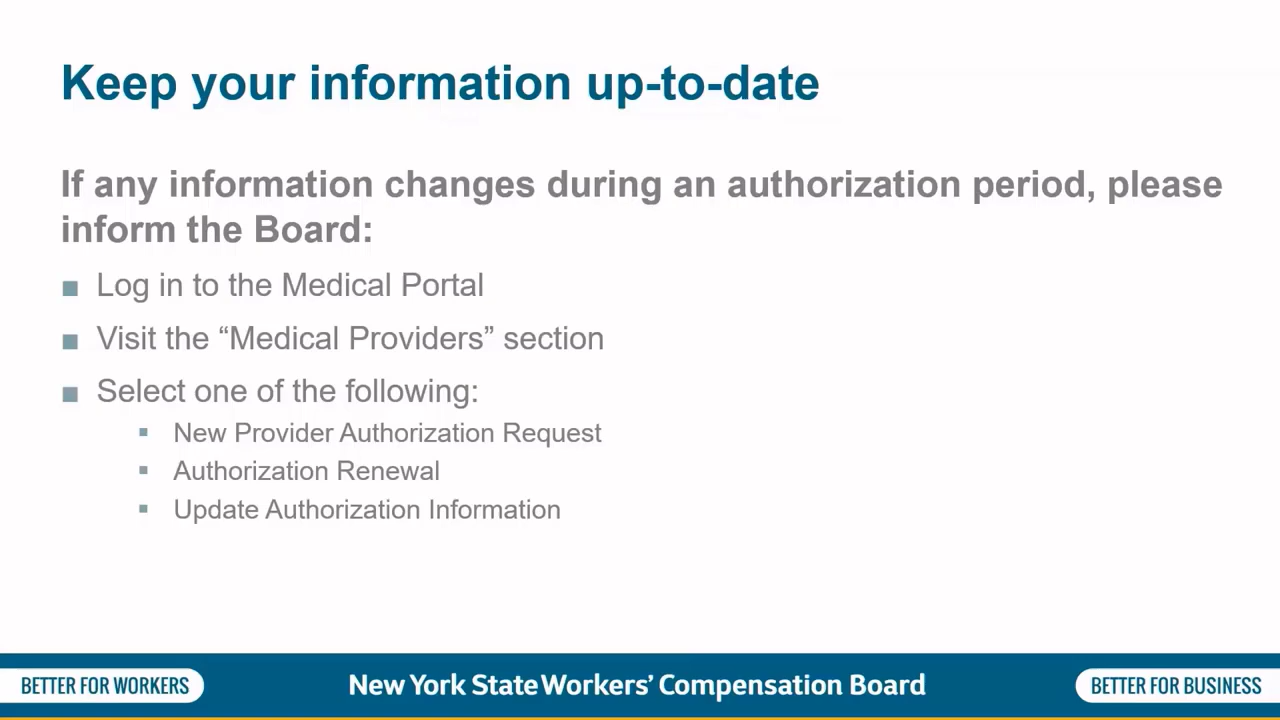 Keep your information up-to-date
If any information changes during an authorization period, please
inform the Board:
■ Log in to the Medical Portal
■ Visit the “Medical Providers” section
■ Select one of the following:
▪ New Provider Authorization Request
▪ Authorization Renewal
▪ Update Authorization Information
BETTER FOR WORKERS
New York State Workers’ Compensation Board
BETTER FOR BUSINESS